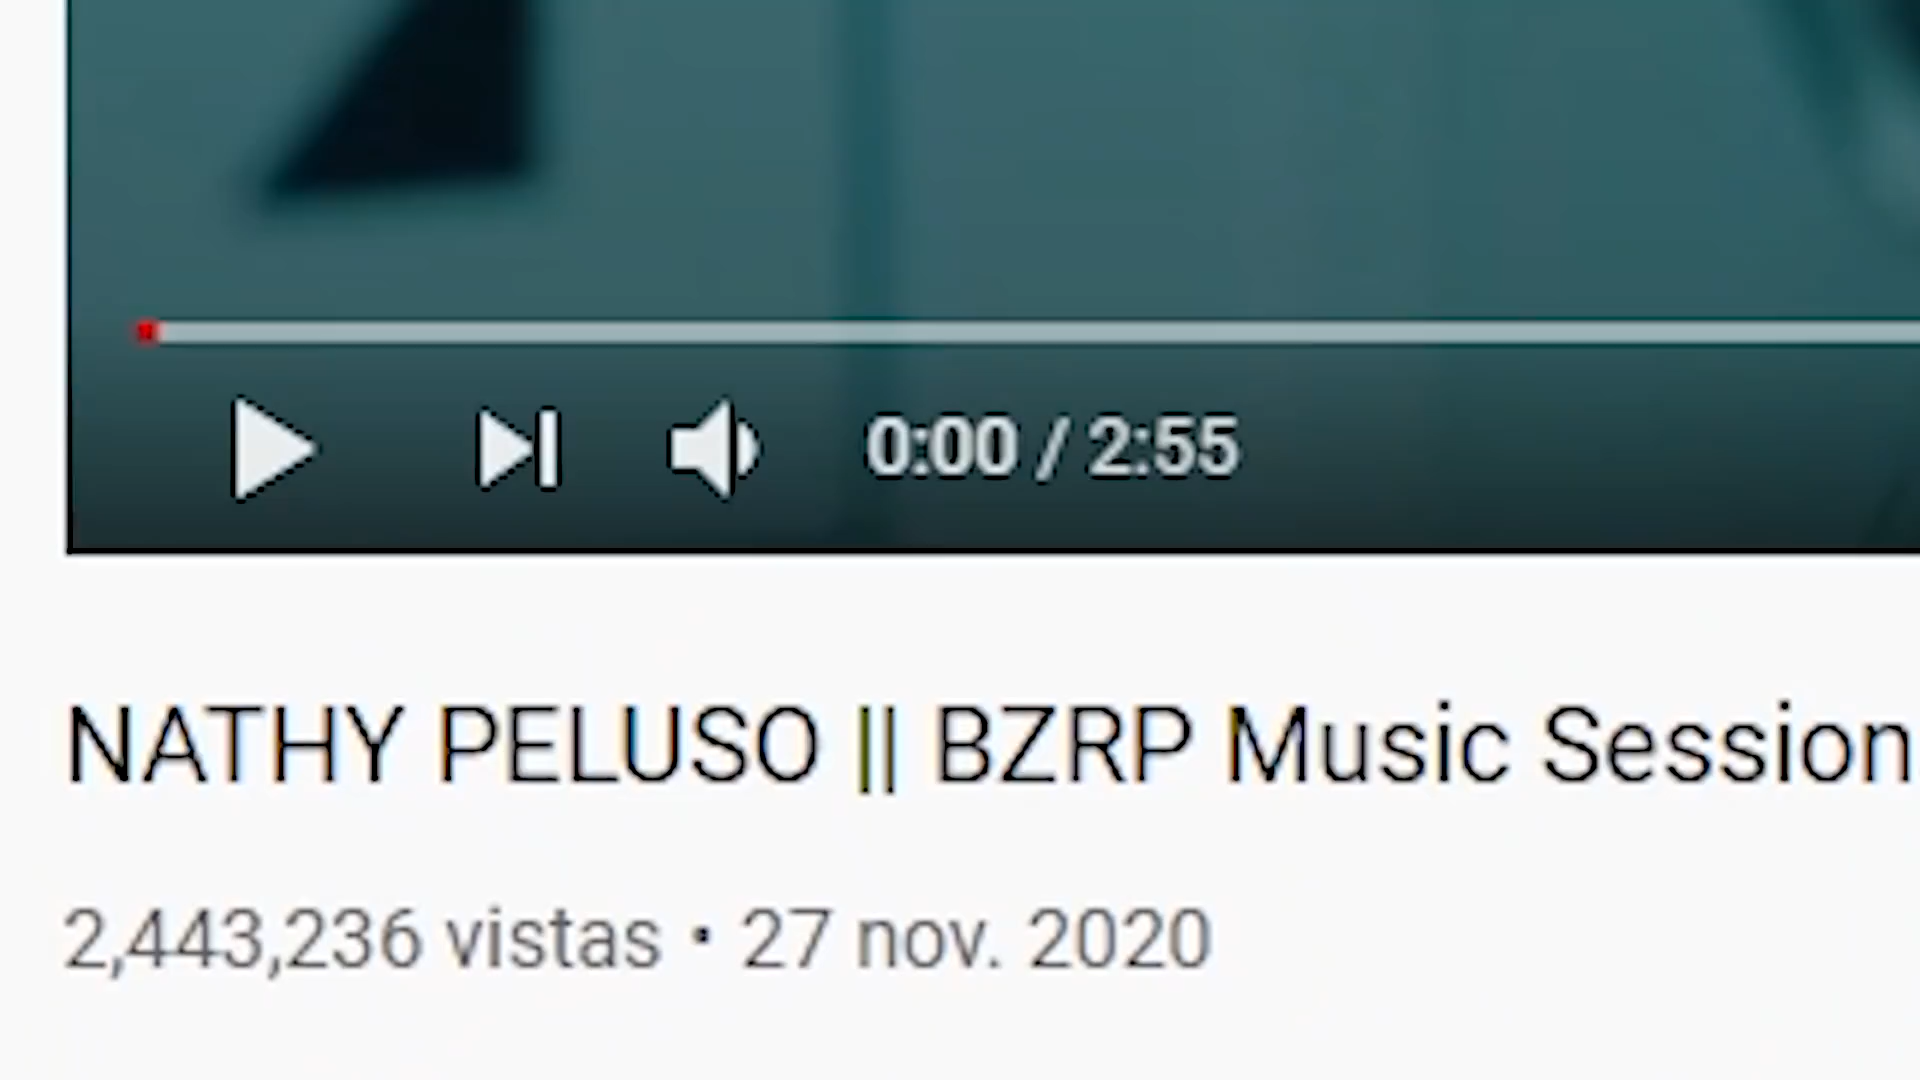 0:00 / 2:55
NATHY PELUSO || BZRP Music Session
2,443,236 vistas • 27 nov. 2020